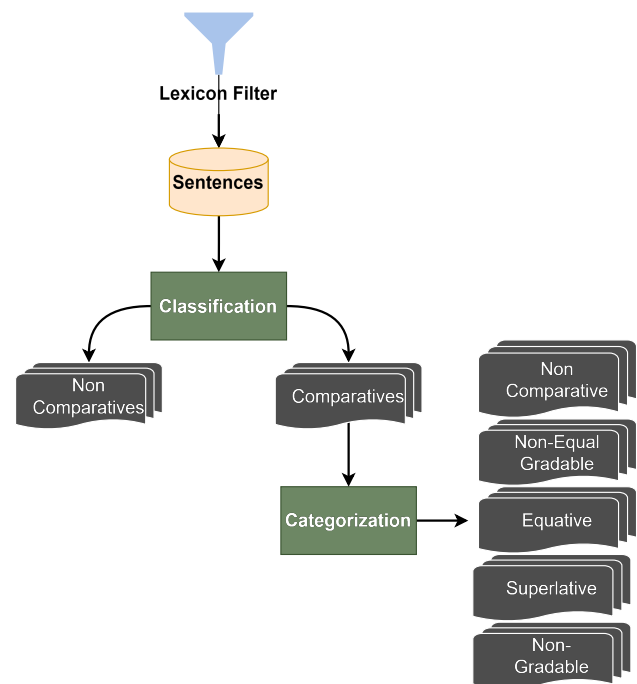 Lexicon Filter
Sentences
Classification
Non
Comparatives
Comparatives
Categorization
Non
Comparative
Non-Equal
Gradable
Equative
Superlative
Non-
Gradable